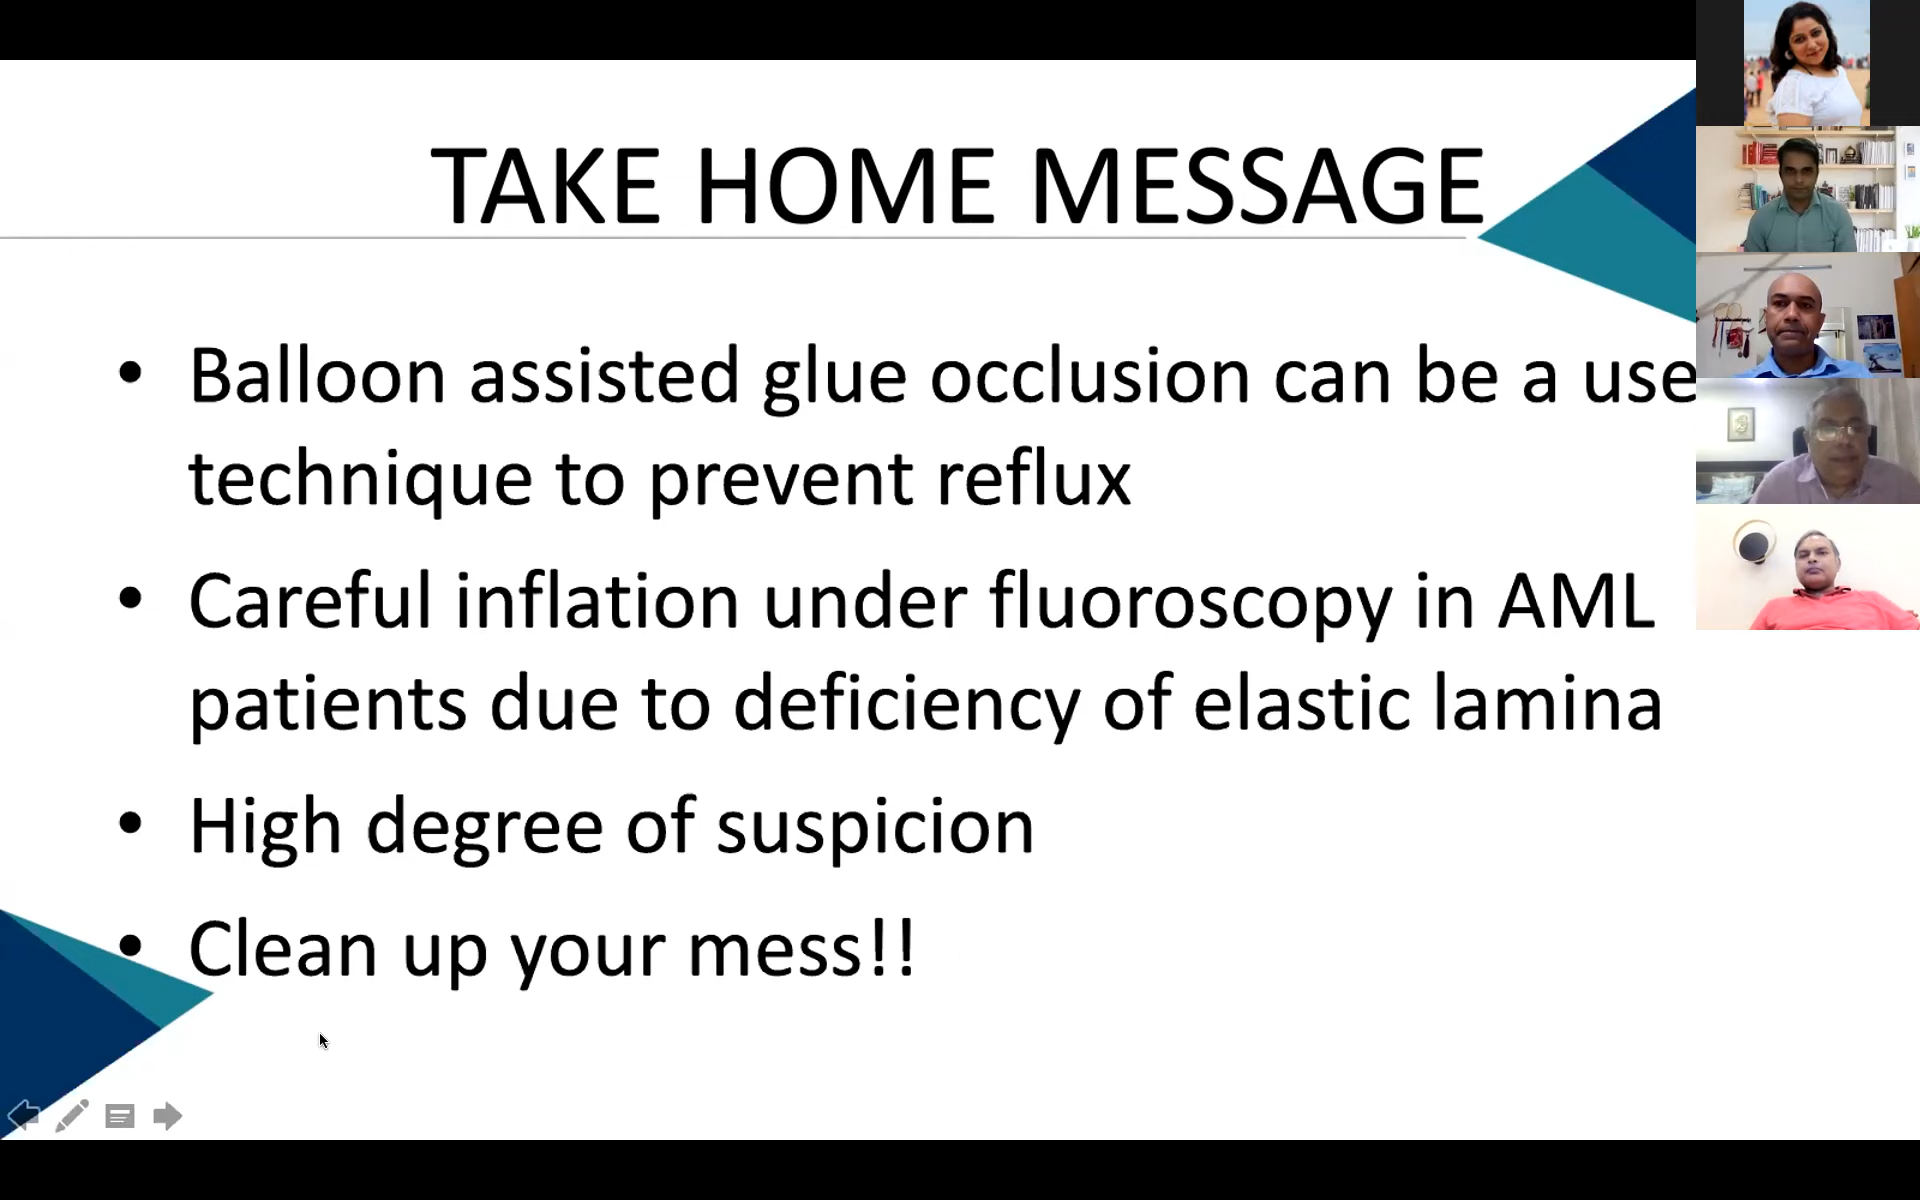 TAKE HOME MESSAGE
• Balloon assisted glue occlusion can be a use
technique to prevent reflux
• Careful inflation under fluoroscopy in AML
patients due to deficiency of elastic lamina
• High degree of suspicion
• Clean up your mess!!